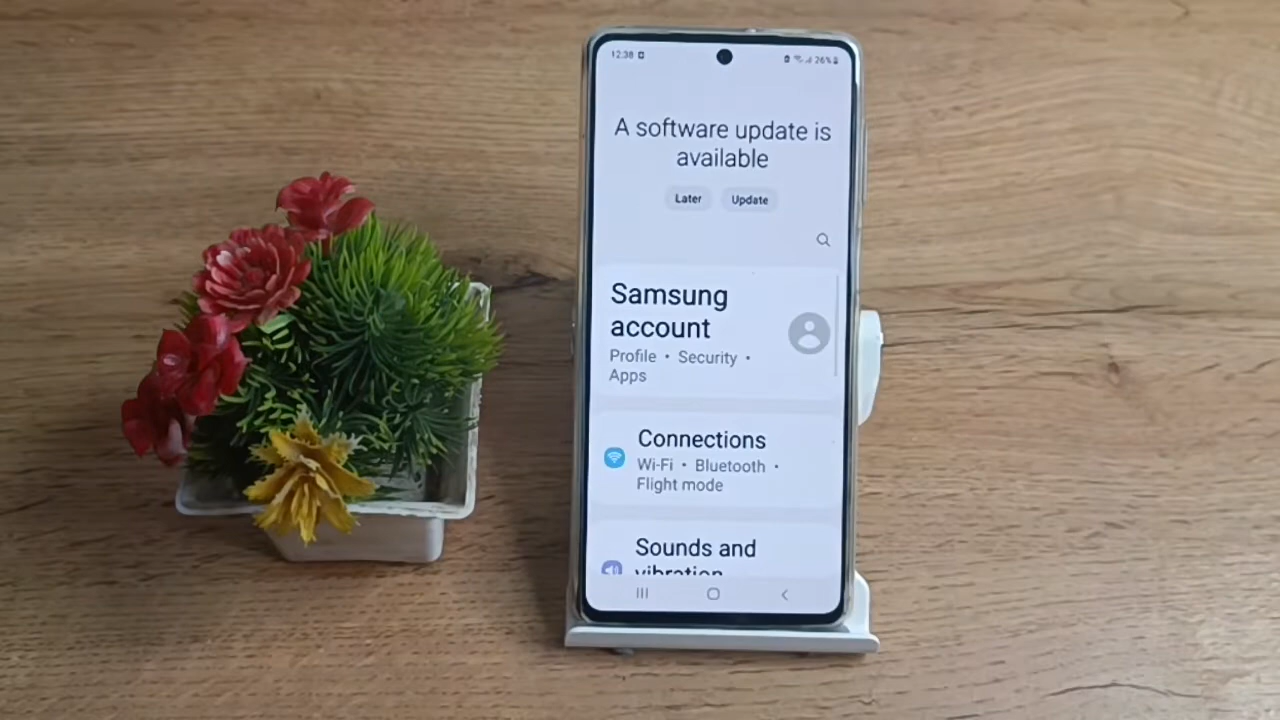 12:38
26%
A software update is
available
Later Update
Samsung
account
Profile • Security •
Apps
Connections
Wi-Fi • Bluetooth •
Flight mode
Sounds and
vibration